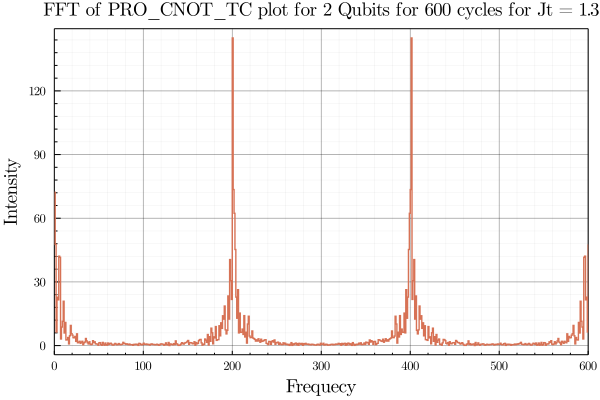 FFT of PRO_CNOT_TC plot for 2 Qubits for 600 cycles for Jt = 1.3
Intensity
120
90
60
30
0
0 100 200 300 400 500 600
Frequecy